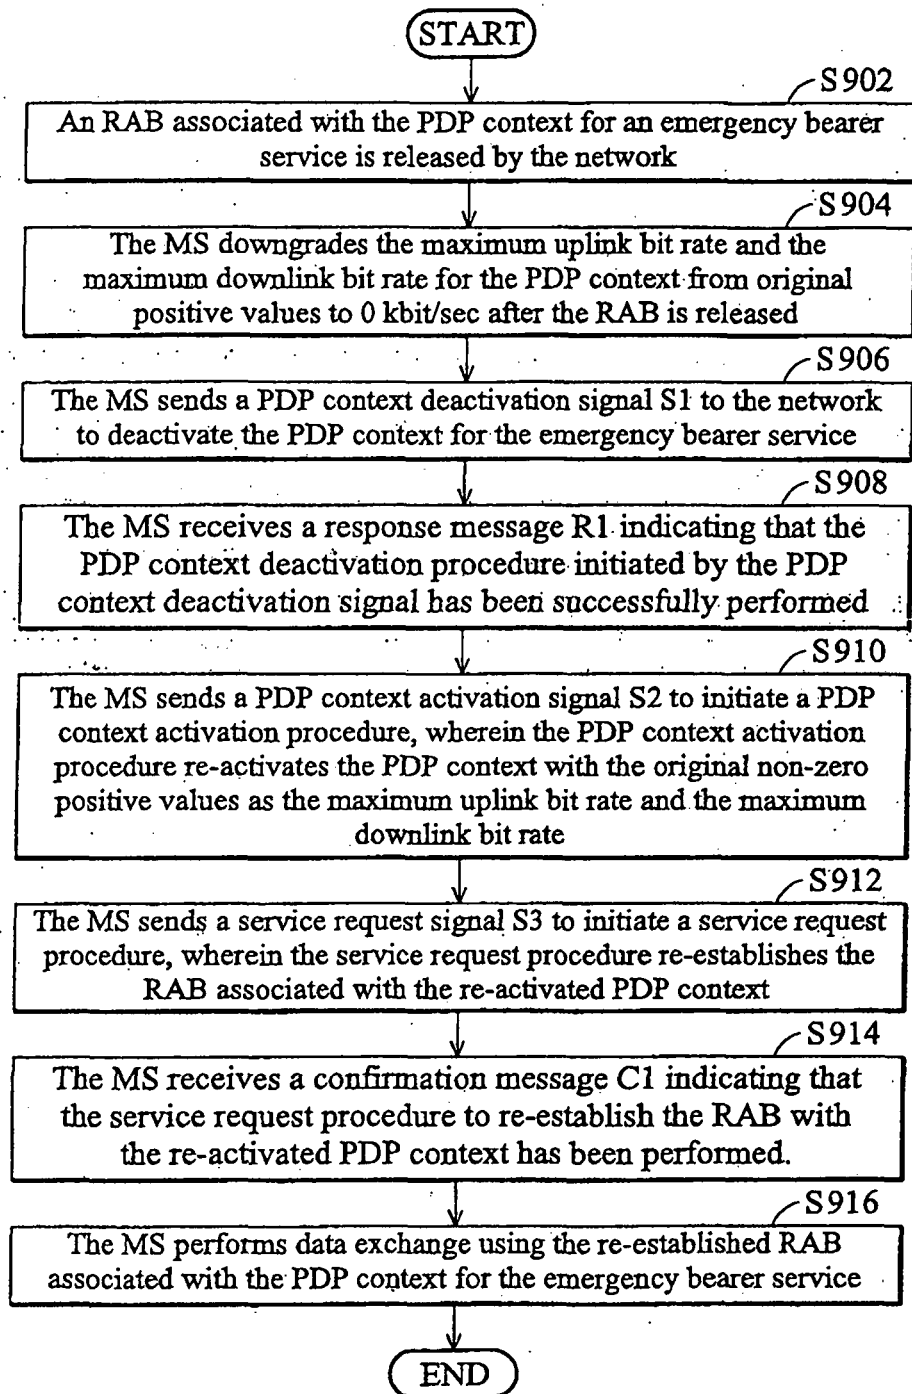 START
S902
An RAB associated with the PDP context for an emergency bearer
service is released by the network
S904
The MS downgrades the maximum uplink bit rate and the
maximum downlink bit rate for the PDP context from original
positive values to 0 kbit/sec after the RAB is released
S906
The MS sends a PDP context deactivation signal S1 to the network
to deactivate the PDP context for the emergency bearer service
S908
The MS receives a response message R1 indicating that the
PDP context deactivation procedure initiated by the PDP
context deactivation signal has been successfully performed
S910
The MS sends a PDP context activation signal S2 to initiate a PDP
context activation procedure, wherein the PDP context activation
procedure re-activates the PDP context with the original non-zero
positive values as the maximum uplink bit rate and the maximum
downlink bit rate
S912
The MS sends a service request signal S3 to initiate a service request
procedure, wherein the service request procedure re-establishes the
RAB associated with the re-activated PDP context
S914
The MS receives a confirmation message C1 indicating that
the service request procedure to re-establish the RAB with
the re-activated PDP context has been performed.
S916
The MS performs data exchange using the re-established RAB
associated with the PDP context for the emergency bearer service
END